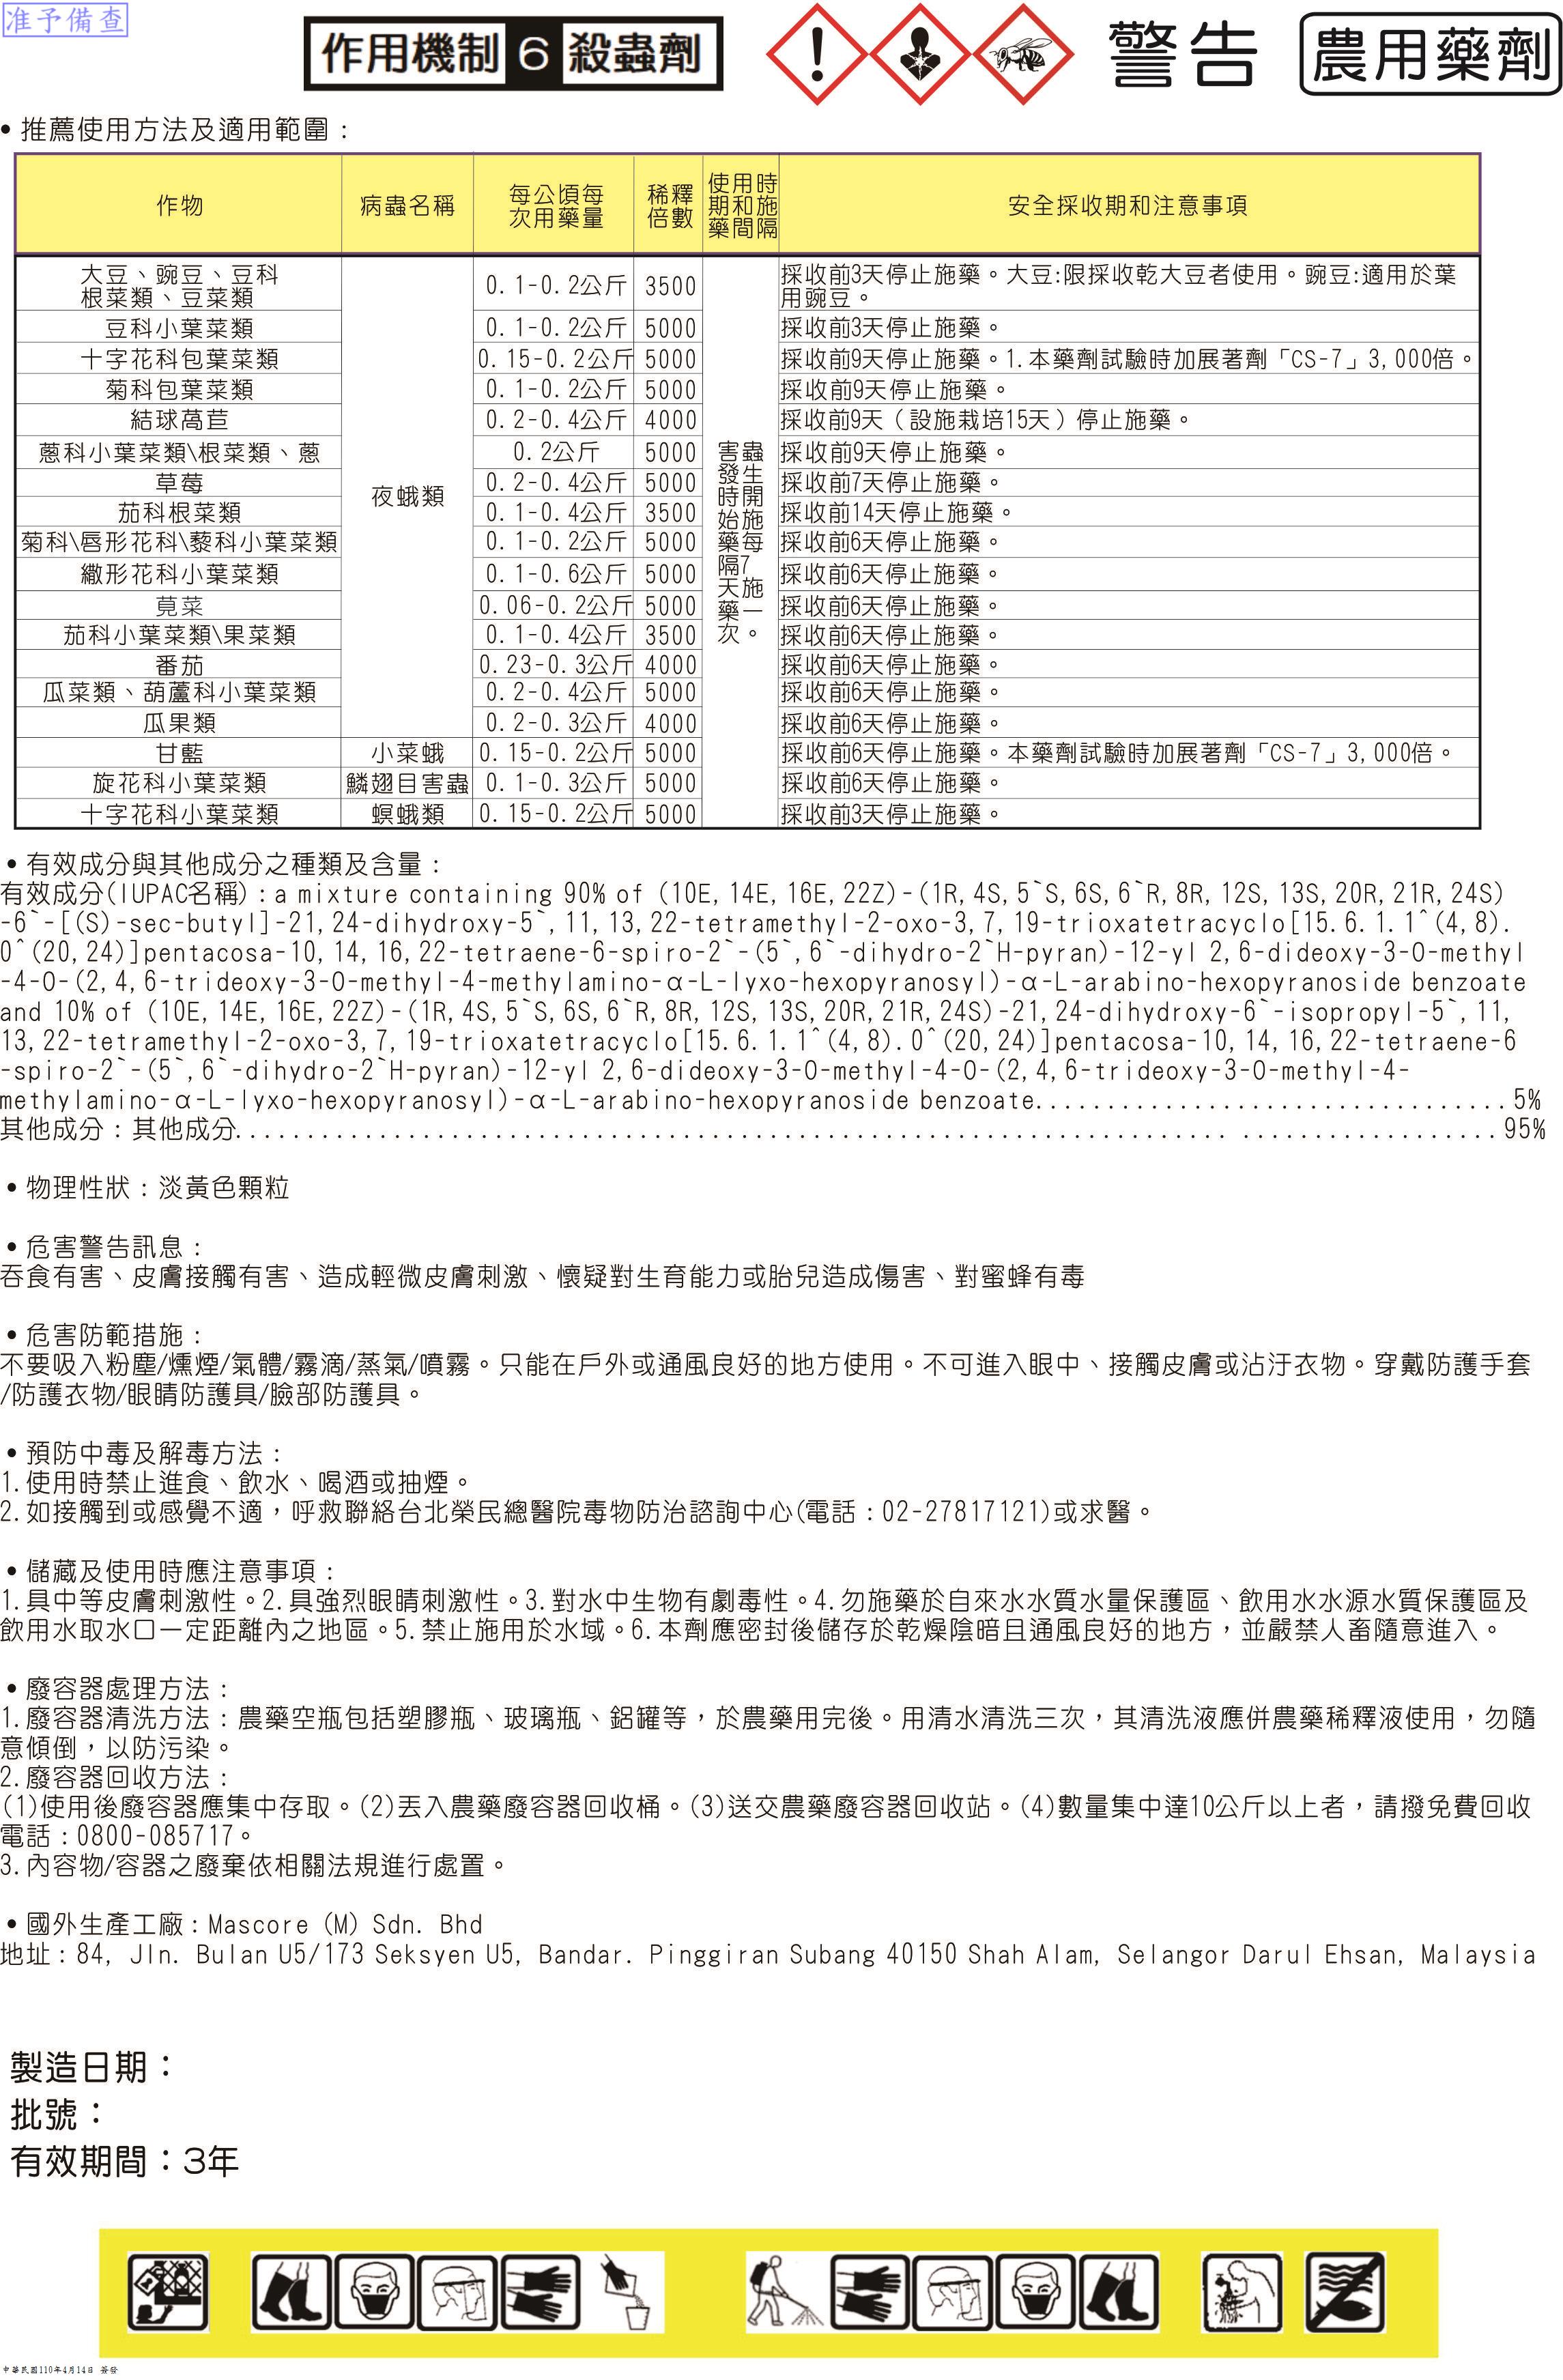 准予備查
作用機制 6 殺蟲劑
警告
農用藥劑
•推薦使用方法及適用範圍：
作物 病蟲名稱 每公頃每次用藥量 稀釋倍數 使用時期和施藥間隔 安全採收期和注意事項
大豆、豌豆、豆科根菜類、豆菜類 夜蛾類 0.1-0.2公斤 3500 害蟲發生時開始施藥每隔7天施藥一次。 採收前3天停止施藥。大豆:限採收乾大豆者使用。豌豆:適用於葉用豌豆。
豆科小葉菜類 0.1-0.2公斤 5000 採收前3天停止施藥。
十字花科包葉菜類 0.15-0.2公斤 5000 採收前9天停止施藥。1.本藥劑試驗時加展著劑「CS-7」3,000倍。
菊科包葉菜類 0.1-0.2公斤 5000 採收前9天停止施藥。
結球萵苣 0.2-0.4公斤 4000 採收前9天（設施栽培15天）停止施藥。
蔥科小葉菜類\根菜類、蔥 0.2公斤 5000 採收前9天停止施藥。
草莓 0.2-0.4公斤 5000 採收前7天停止施藥。
茄科根菜類 0.1-0.4公斤 3500 採收前14天停止施藥。
菊科\唇形花科\藜科小葉菜類 0.1-0.2公斤 5000 採收前6天停止施藥。
繖形花科小葉菜類 0.1-0.6公斤 5000 採收前6天停止施藥。
莧菜 0.06-0.2公斤 5000 採收前6天停止施藥。
茄科小葉菜類\果菜類 0.1-0.4公斤 3500 採收前6天停止施藥。
番茄 0.23-0.3公斤 4000 採收前6天停止施藥。
瓜菜類、葫蘆科小葉菜類 0.2-0.4公斤 5000 採收前6天停止施藥。
瓜果類 0.2-0.3公斤 4000 採收前6天停止施藥。
甘藍 小菜蛾 0.15-0.2公斤 5000 採收前6天停止施藥。本藥劑試驗時加展著劑「CS-7」3,000倍。
旋花科小葉菜類 鱗翅目害蟲 0.1-0.3公斤 5000 採收前6天停止施藥。
十字花科小葉菜類 螟蛾類 0.15-0.2公斤 5000 採收前3天停止施藥。
•有效成分與其他成分之種類及含量：
有效成分(IUPAC名稱)：a mixture containing 90% of (10E,14E,16E,22Z)-(1R,4S,5`S,6S,6`R,8R,12S,13S,20R,21R,24S)
-6`-[(S)-sec-butyl]-21,24-dihydroxy-5`,11,13,22-tetramethyl-2-oxo-3,7,19-trioxatetracyclo[15.6.1.1^(4,8).
0^(20,24)]pentacosa-10,14,16,22-tetraene-6-spiro-2`-(5`,6`-dihydro-2`H-pyran)-12-yl 2,6-dideoxy-3-O-methyl
-4-O-(2,4,6-trideoxy-3-O-methyl-4-methylamino-α-L-lyxo-hexopyranosyl)-α-L-arabino-hexopyranoside benzoate
and 10% of (10E,14E,16E,22Z)-(1R,4S,5`S,6S,6`R,8R,12S,13S,20R,21R,24S)-21,24-dihydroxy-6`-isopropyl-5`,11,
13,22-tetramethyl-2-oxo-3,7,19-trioxatetracyclo[15.6.1.1^(4,8).0^(20,24)]pentacosa-10,14,16,22-tetraene-6
-spiro-2`-(5`,6`-dihydro-2`H-pyran)-12-yl 2,6-dideoxy-3-O-methyl-4-O-(2,4,6-trideoxy-3-O-methyl-4-
methylamino-α-L-lyxo-hexopyranosyl)-α-L-arabino-hexopyranoside benzoate................................5%
其他成分：其他成分......................................................................................95%
•物理性狀：淡黃色顆粒
•危害警告訊息：
吞食有害、皮膚接觸有害、造成輕微皮膚刺激、懷疑對生育能力或胎兒造成傷害、對蜜蜂有毒
•危害防範措施：
不要吸入粉塵/燻煙/氣體/霧滴/蒸氣/噴霧。只能在戶外或通風良好的地方使用。不可進入眼中、接觸皮膚或沾汙衣物。穿戴防護手套
/防護衣物/眼睛防護具/臉部防護具。
•預防中毒及解毒方法：
1.使用時禁止進食、飲水、喝酒或抽煙。
2.如接觸到或感覺不適，呼救聯絡台北榮民總醫院毒物防治諮詢中心(電話：02-27817121)或求醫。
•儲藏及使用時應注意事項：
1.具中等皮膚刺激性。2.具強烈眼睛刺激性。3.對水中生物有劇毒性。4.勿施藥於自來水水質水量保護區、飲用水水源水質保護區及
飲用水取水口一定距離內之地區。5.禁止施用於水域。6.本劑應密封後儲存於乾燥陰暗且通風良好的地方，並嚴禁人畜隨意進入。
•廢容器處理方法：
1.廢容器清洗方法：農藥空瓶包括塑膠瓶、玻璃瓶、鋁罐等，於農藥用完後。用清水清洗三次，其清洗液應併農藥稀釋液使用，勿隨
意傾倒，以防污染。
2.廢容器回收方法：
(1)使用後廢容器應集中存取。(2)丟入農藥廢容器回收桶。(3)送交農藥廢容器回收站。(4)數量集中達10公斤以上者，請撥免費回收
電話：0800-085717。
3.內容物/容器之廢棄依相關法規進行處置。
•國外生產工廠：Mascore (M) Sdn. Bhd
地址：84, Jln. Bulan U5/173 Seksyen U5, Bandar. Pinggiran Subang 40150 Shah Alam, Selangor Darul Ehsan, Malaysia
製造日期：
批號：
有效期間：3年
中華民國110年4月14日 簽發